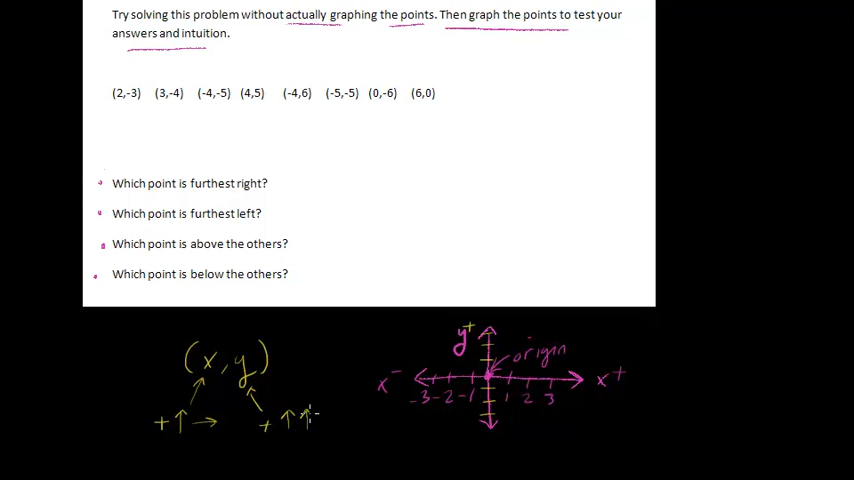 Try solving this problem without actually graphing the points. Then graph the points to test your
answers and intuition.
(2,-3) (3,-4) (-4,-5) (4,5) (-4,6) (-5,-5) (0,-6) (6,0)
Which point is furthest right?
Which point is furthest left?
Which point is above the others?
Which point is below the others?
(x,y)
+ ↑ →
+ ↑ ↑
y+
origin
x- x+
-3 -2 -1 1 2 3